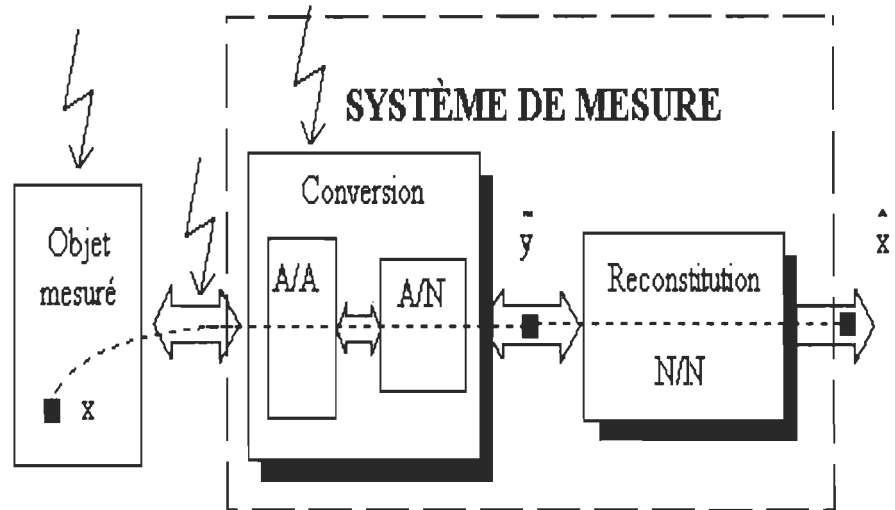 SYSTÈME DE MESURE
Objet
mesuré
x
Conversion
A/A
A/N
ỹ
Reconstitution
N/N
x̂